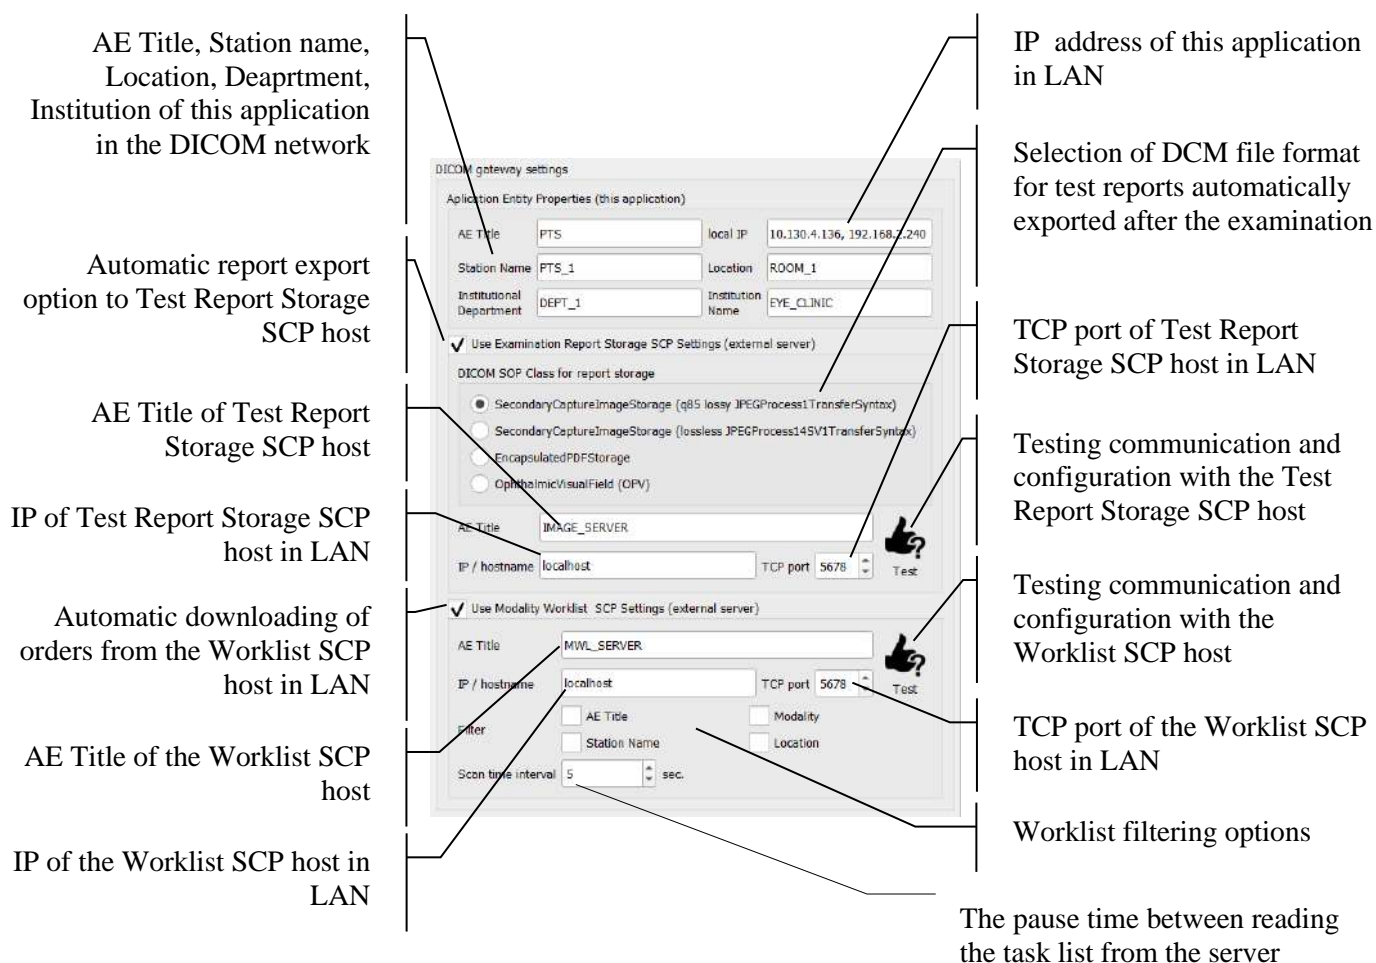 AE Title, Station name,
Location, Deaprtment,
Institution of this application
in the DICOM network
Automatic report export
option to Test Report Storage
SCP host
AE Title of Test Report
Storage SCP host
IP of Test Report Storage SCP
host in LAN
Automatic downloading of
orders from the Worklist SCP
host in LAN
AE Title of the Worklist SCP
host
IP of the Worklist SCP host in
LAN
DICOM gateway settings
Aplication Entity Properties (this application)
AE Title PTS local IP 10.130.4.136, 192.168.2.240
Station Name PTS_1 Location ROOM_1
Institutional
Department DEPT_1 Institution
Name EYE_CLINIC
Use Examination Report Storage SCP Settings (external server)
DICOM SOP Class for report storage
SecondaryCaptureImageStorage (q85 lossy JPEGProcess1TransferSyntax)
SecondaryCaptureImageStorage (lossless JPEGProcess14SV1TransferSyntax)
EncapsulatedPDFStorage
OphthalmicVisualField (OPV)
AE Title IMAGE_SERVER
IP / hostname localhost TCP port 5678 Test
Use Modality Worklist SCP Settings (external server)
AE Title MWL_SERVER
IP / hostname localhost TCP port 5678 Test
Filter AE Title Modality
Station Name Location
Scan time interval 5 sec.
IP address of this application
in LAN
Selection of DCM file format
for test reports automatically
exported after the examination
TCP port of Test Report
Storage SCP host in LAN
Testing communication and
configuration with the Test
Report Storage SCP host
Testing communication and
configuration with the
Worklist SCP host
TCP port of the Worklist SCP
host in LAN
Worklist filtering options
The pause time between reading
the task list from the server